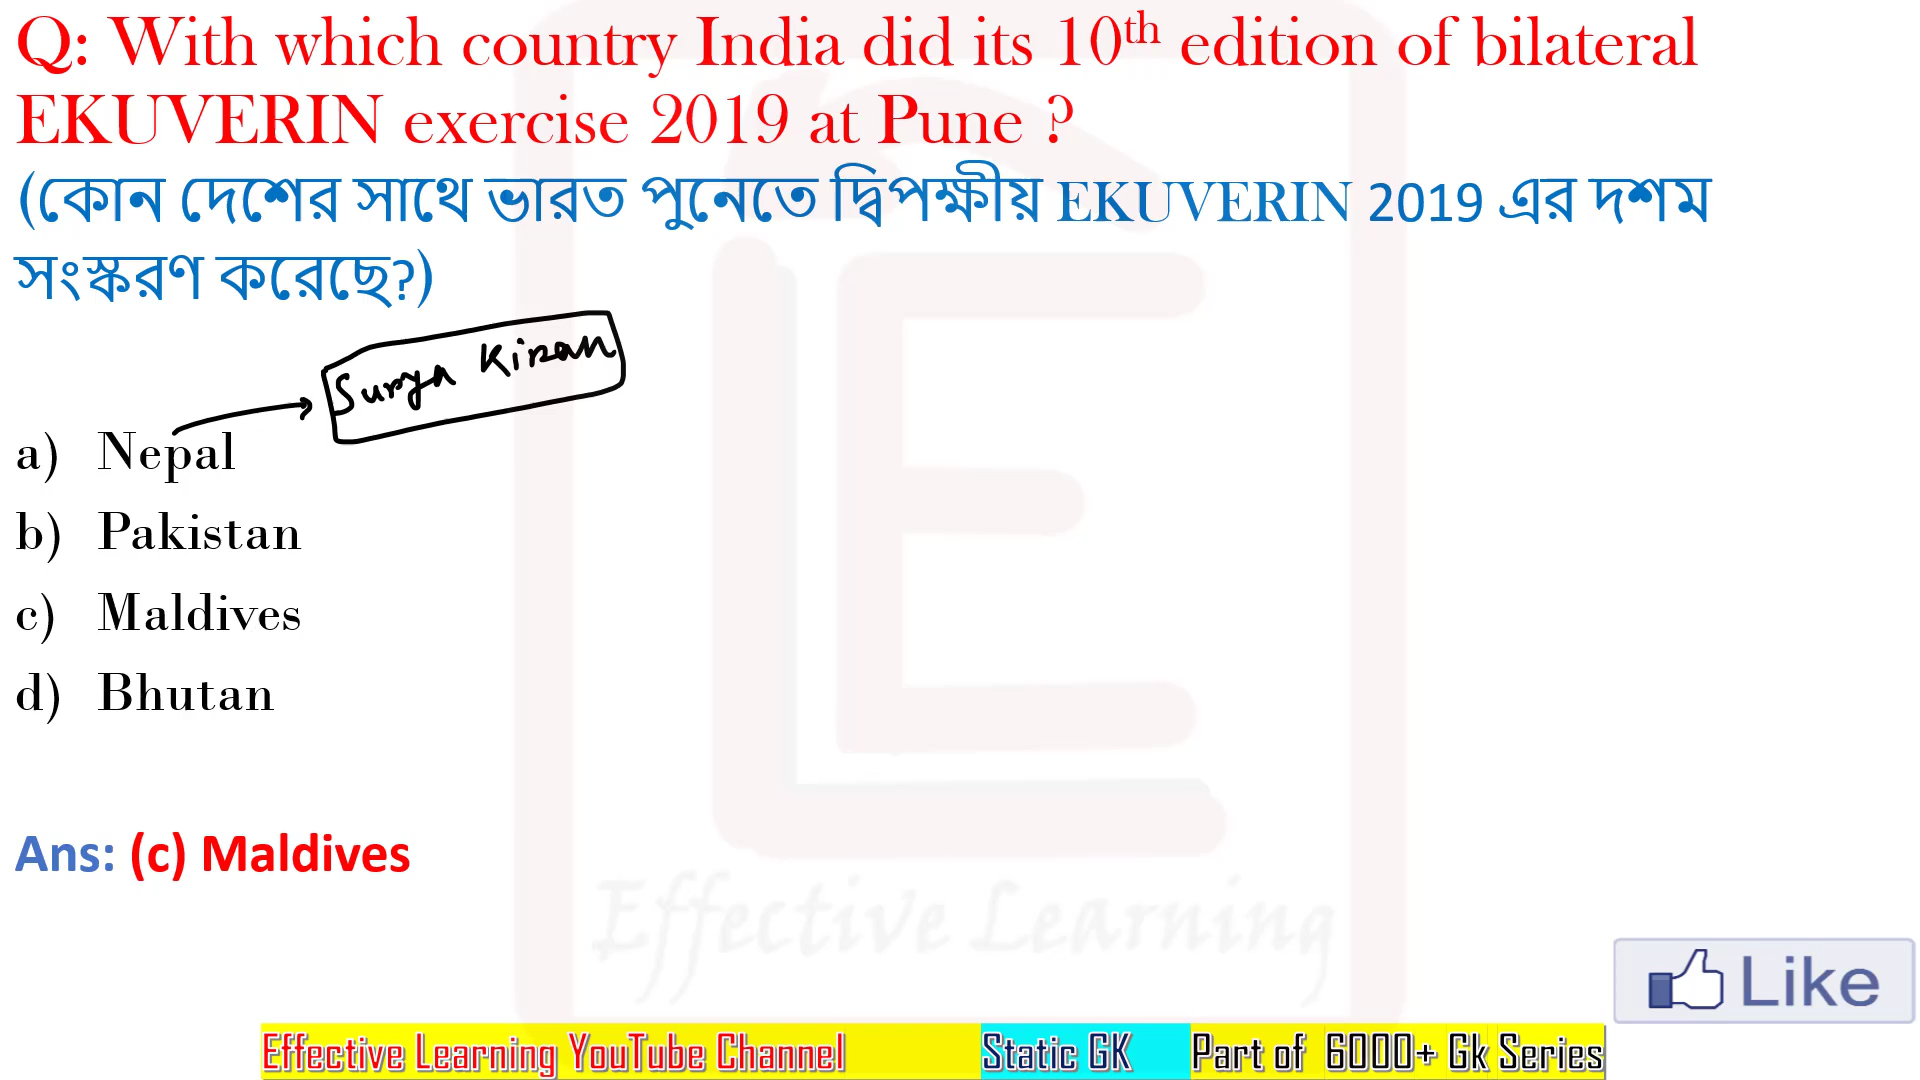 Q: With which country India did its 10th edition of bilateral
EKUVERIN exercise 2019 at Pune ?
(কোন দেশের সাথে ভারত পুনেতে দ্বিপক্ষীয় EKUVERIN 2019 এর দশম
সংস্করণ করেছে?)
Surya Kiran
a) Nepal
b) Pakistan
c) Maldives
d) Bhutan
Ans: (c) Maldives
Effective Learning
Like
Effective Learning YouTube Channel Static GK Part of 6000+ Gk Series